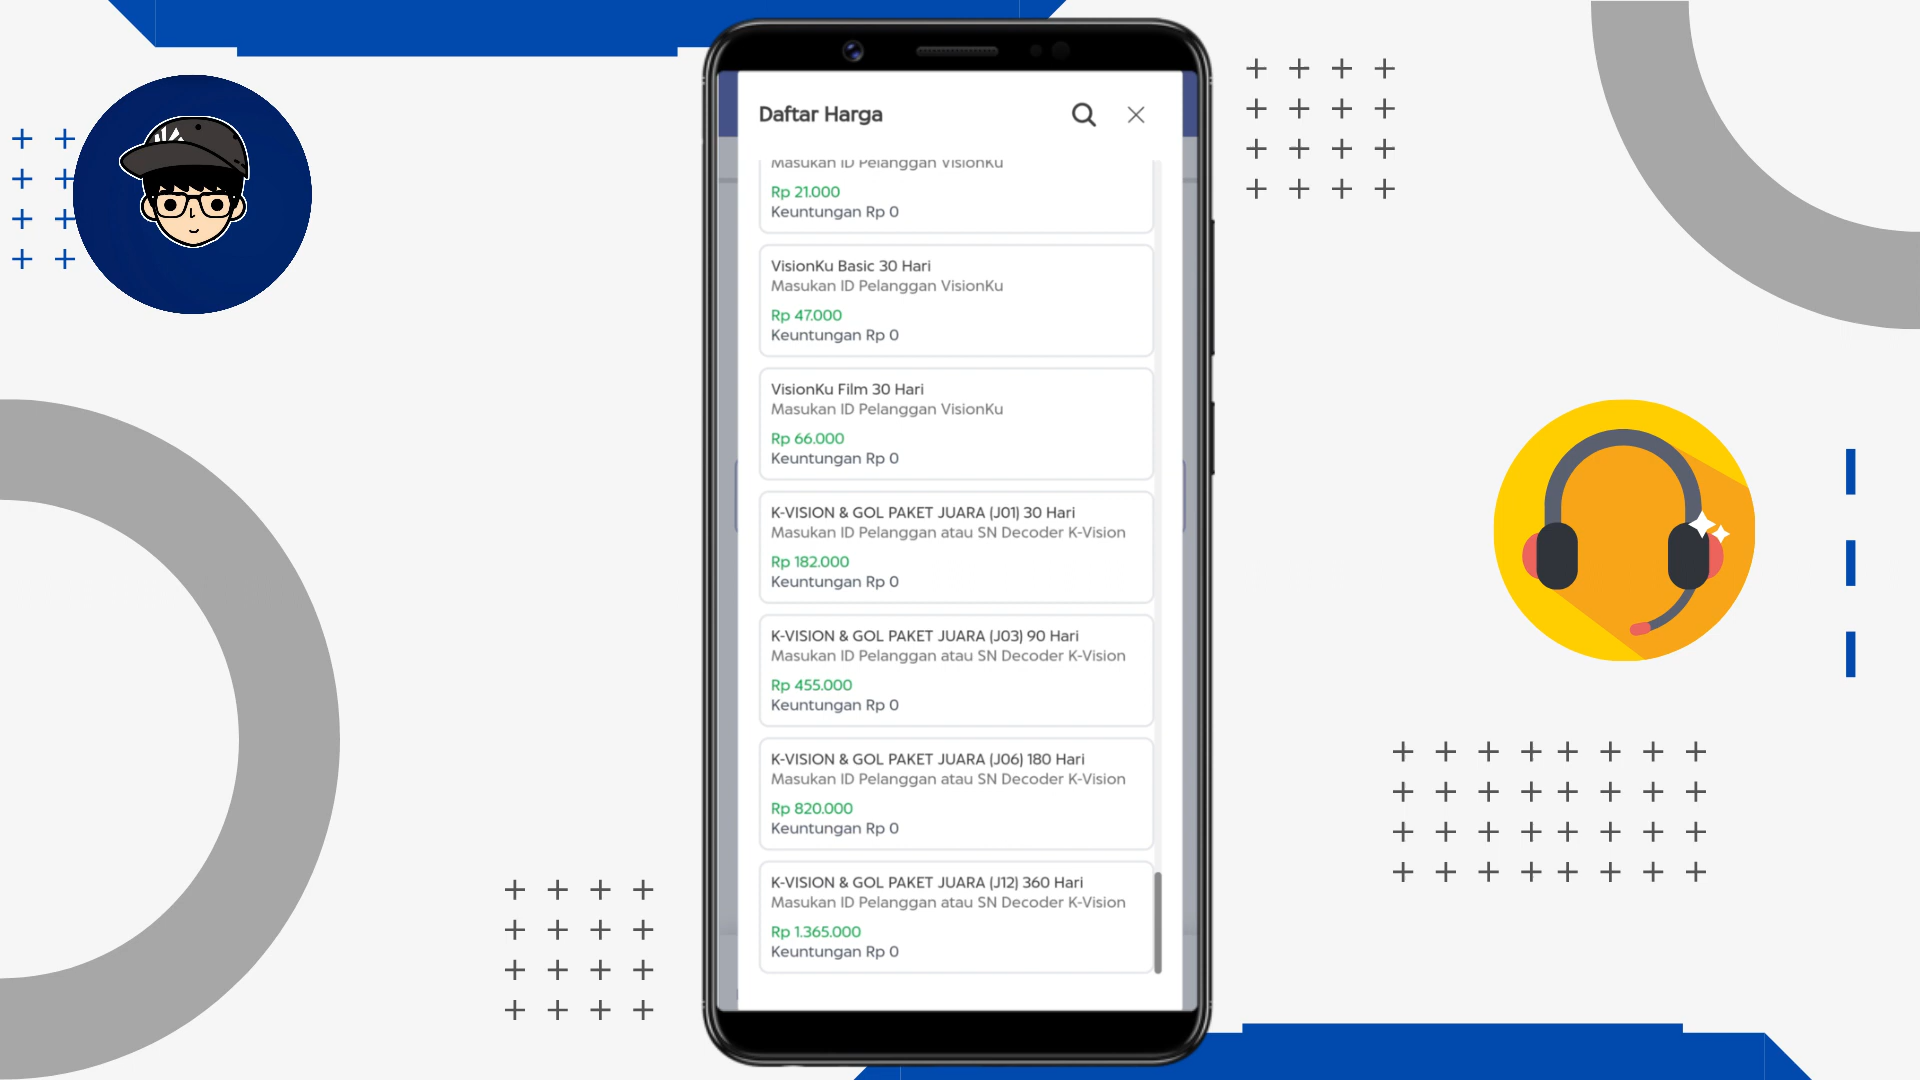 Daftar Harga
Masukan ID Pelanggan VisionKu
Rp 21.000
Keuntungan Rp 0
VisionKu Basic 30 Hari
Masukan ID Pelanggan VisionKu
Rp 47.000
Keuntungan Rp 0
VisionKu Film 30 Hari
Masukan ID Pelanggan VisionKu
Rp 66.000
Keuntungan Rp 0
K-VISION & GOL PAKET JUARA (J01) 30 Hari
Masukan ID Pelanggan atau SN Decoder K-Vision
Rp 182.000
Keuntungan Rp 0
K-VISION & GOL PAKET JUARA (J03) 90 Hari
Masukan ID Pelanggan atau SN Decoder K-Vision
Rp 455.000
Keuntungan Rp 0
K-VISION & GOL PAKET JUARA (J06) 180 Hari
Masukan ID Pelanggan atau SN Decoder K-Vision
Rp 820.000
Keuntungan Rp 0
K-VISION & GOL PAKET JUARA (J12) 360 Hari
Masukan ID Pelanggan atau SN Decoder K-Vision
Rp 1.365.000
Keuntungan Rp 0